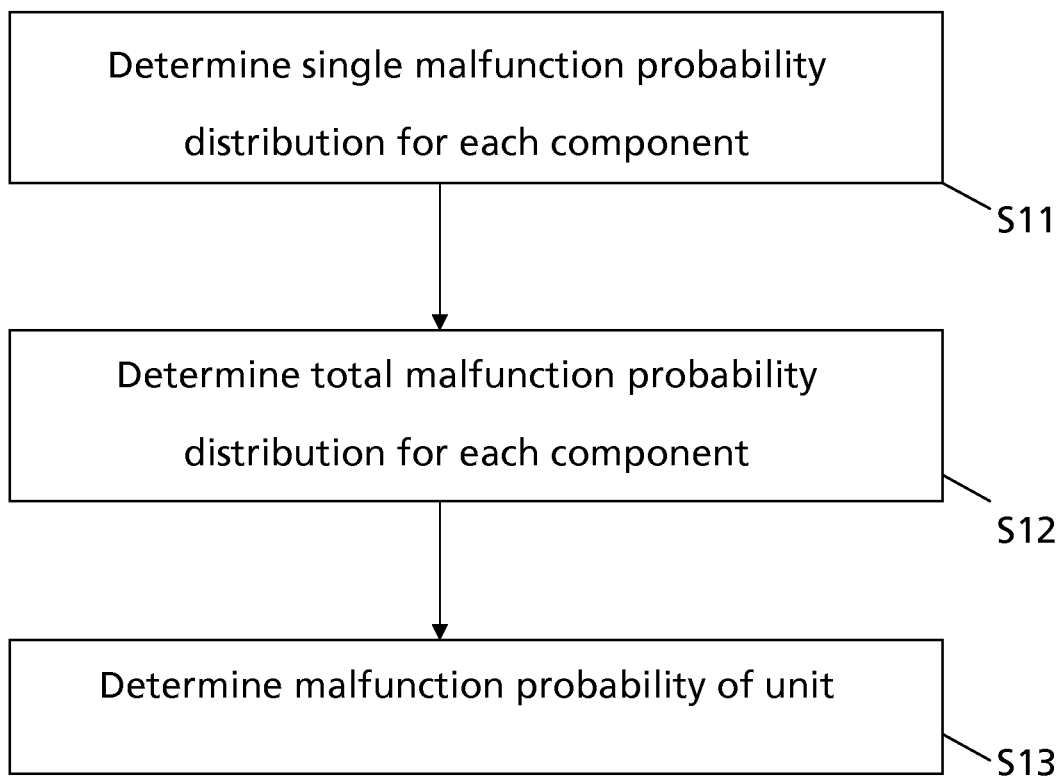 Determine single malfunction probability
distribution for each component
S11
Determine total malfunction probability
distribution for each component
S12
Determine malfunction probability of unit
S13